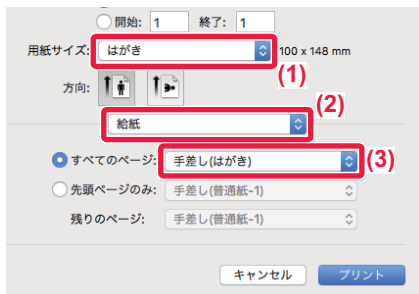 開始: 1 終了: 1
用紙サイズ: はがき 100 x 148 mm
(1)
方向:
(2)
給紙
すべてのページ: 手差し(はがき) (3)
先頭ページのみ: 手差し(普通紙-1)
残りのページ: 手差し(普通紙-1)
キャンセル プリント